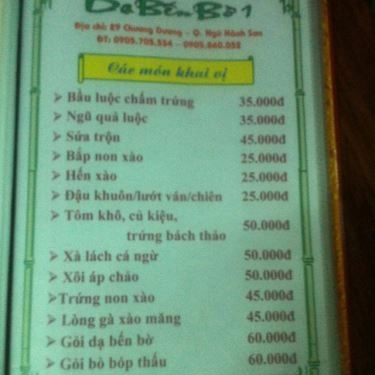 Dạ Bến Bờ 1
Địa chỉ: 29 Chương Dương - Q. Ngũ Hành Sơn
ĐT: 0905.705.554 - 0905.860.052
Các món khai vị
➢ Bầu luộc chấm trứng 35.000đ
➢ Ngũ quả luộc 35.000đ
➢ Sứa trộn 45.000đ
➢ Bắp non xào 25.000đ
➢ Hến xào 25.000đ
➢ Đậu khuôn/lướt ván/chiên 25.000đ
➢ Tôm khô, củ kiệu,
trứng bách thảo 50.000đ
➢ Xà lách cá ngừ 50.000đ
➢ Xôi áp chảo 50.000đ
➢Trứng non xào 45.000đ
➢ Lòng gà xào măng 45.000đ
➢ Gỏi dạ bến bờ 60.000đ
➢ Gỏi bò bóp thấu 60.000đ